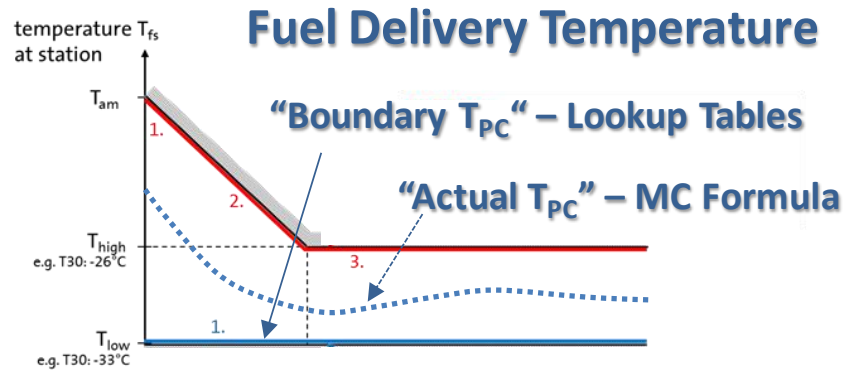 Fuel Delivery Temperature
temperature T_fs
at station
T_am
“Boundary T_PC“ – Lookup Tables
1.
2.
“Actual T_PC” – MC Formula
T_high
e.g. T30: -26°C
3.
1.
T_low
e.g. T30: -33°C